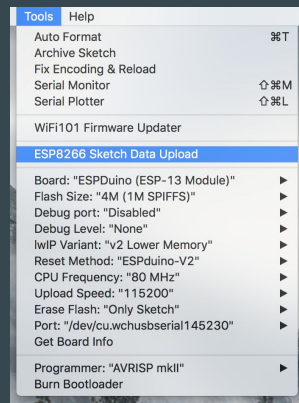 Tools Help
Auto Format ⌘T
Archive Sketch
Fix Encoding & Reload
Serial Monitor ⇧⌘M
Serial Plotter ⇧⌘L
WiFi101 Firmware Updater
ESP8266 Sketch Data Upload
Board: "ESPDuino (ESP-13 Module)" ▶
Flash Size: "4M (1M SPIFFS)" ▶
Debug port: "Disabled" ▶
Debug Level: "None" ▶
lwIP Variant: "v2 Lower Memory" ▶
Reset Method: "ESPduino-V2" ▶
CPU Frequency: "80 MHz" ▶
Upload Speed: "115200" ▶
Erase Flash: "Only Sketch" ▶
Port: "/dev/cu.wchusbserial145230" ▶
Get Board Info
Programmer: "AVRISP mkII" ▶
Burn Bootloader